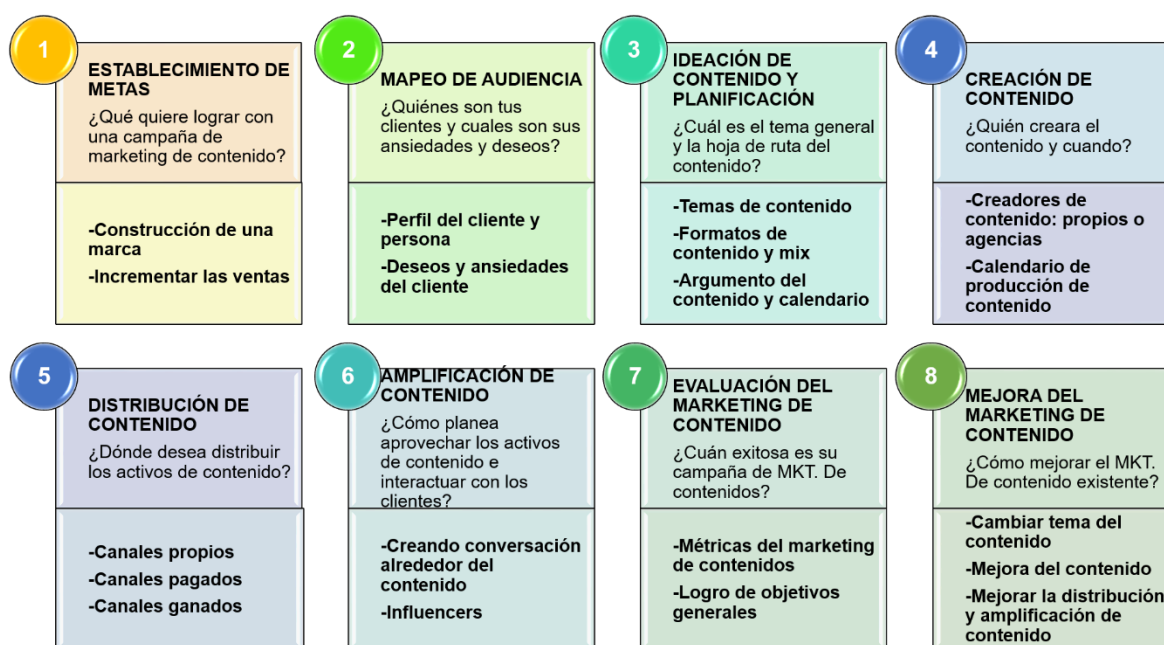 1
ESTABLECIMIENTO DE
METAS
¿Qué quiere lograr con
una campaña de
marketing de contenido?
-Construcción de una
marca
-Incrementar las ventas
2
MAPEO DE AUDIENCIA
¿Quiénes son tus
clientes y cuales son sus
ansiedades y deseos?
-Perfil del cliente y
persona
-Deseos y ansiedades
del cliente
3
IDEACIÓN DE
CONTENIDO Y
PLANIFICACIÓN
¿Cuál es el tema general
y la hoja de ruta del
contenido?
-Temas de contenido
-Formatos de
contenido y mix
-Argumento del
contenido y calendario
4
CREACIÓN DE
CONTENIDO
¿Quién creara el
contenido y cuando?
-Creadores de
contenido: propios o
agencias
-Calendario de
producción de
contenido
5
DISTRIBUCIÓN DE
CONTENIDO
¿Dónde desea distribuir
los activos de contenido?
-Canales propios
-Canales pagados
-Canales ganados
6
AMPLIFICACIÓN DE
CONTENIDO
¿Cómo planea
aprovechar los activos
de contenido e
interactuar con los
clientes?
-Creando conversación
alrededor del
contenido
-Influencers
7
EVALUACIÓN DEL
MARKETING DE
CONTENIDO
¿Cuán exitosa es su
campaña de MKT. De
contenidos?
-Métricas del marketing
de contenidos
-Logro de objetivos
generales
8
MEJORA DEL
MARKETING DE
CONTENIDO
¿Cómo mejorar el MKT.
De contenido existente?
-Cambiar tema del
contenido
-Mejora del contenido
-Mejorar la distribución
y amplificación de
contenido